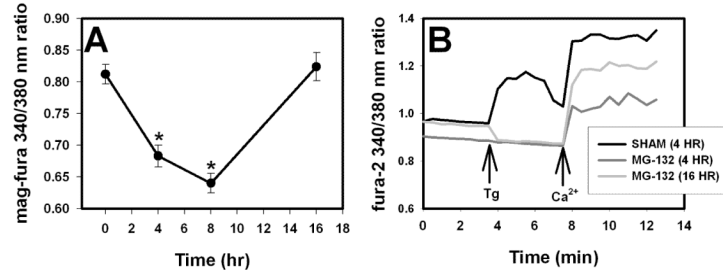 A
mag-fura 340/380 nm ratio
0.90
0.85
0.80
0.75
0.70
0.65
0.60
*
*
0 2 4 6 8 10 12 14 16 18
Time (hr)
B
fura-2 340/380 nm ratio
1.4
1.2
1.0
0.8
0.6
SHAM (4 HR)
MG-132 (4 HR)
MG-132 (16 HR)
Tg
Ca²⁺
0 2 4 6 8 10 12 14
Time (min)